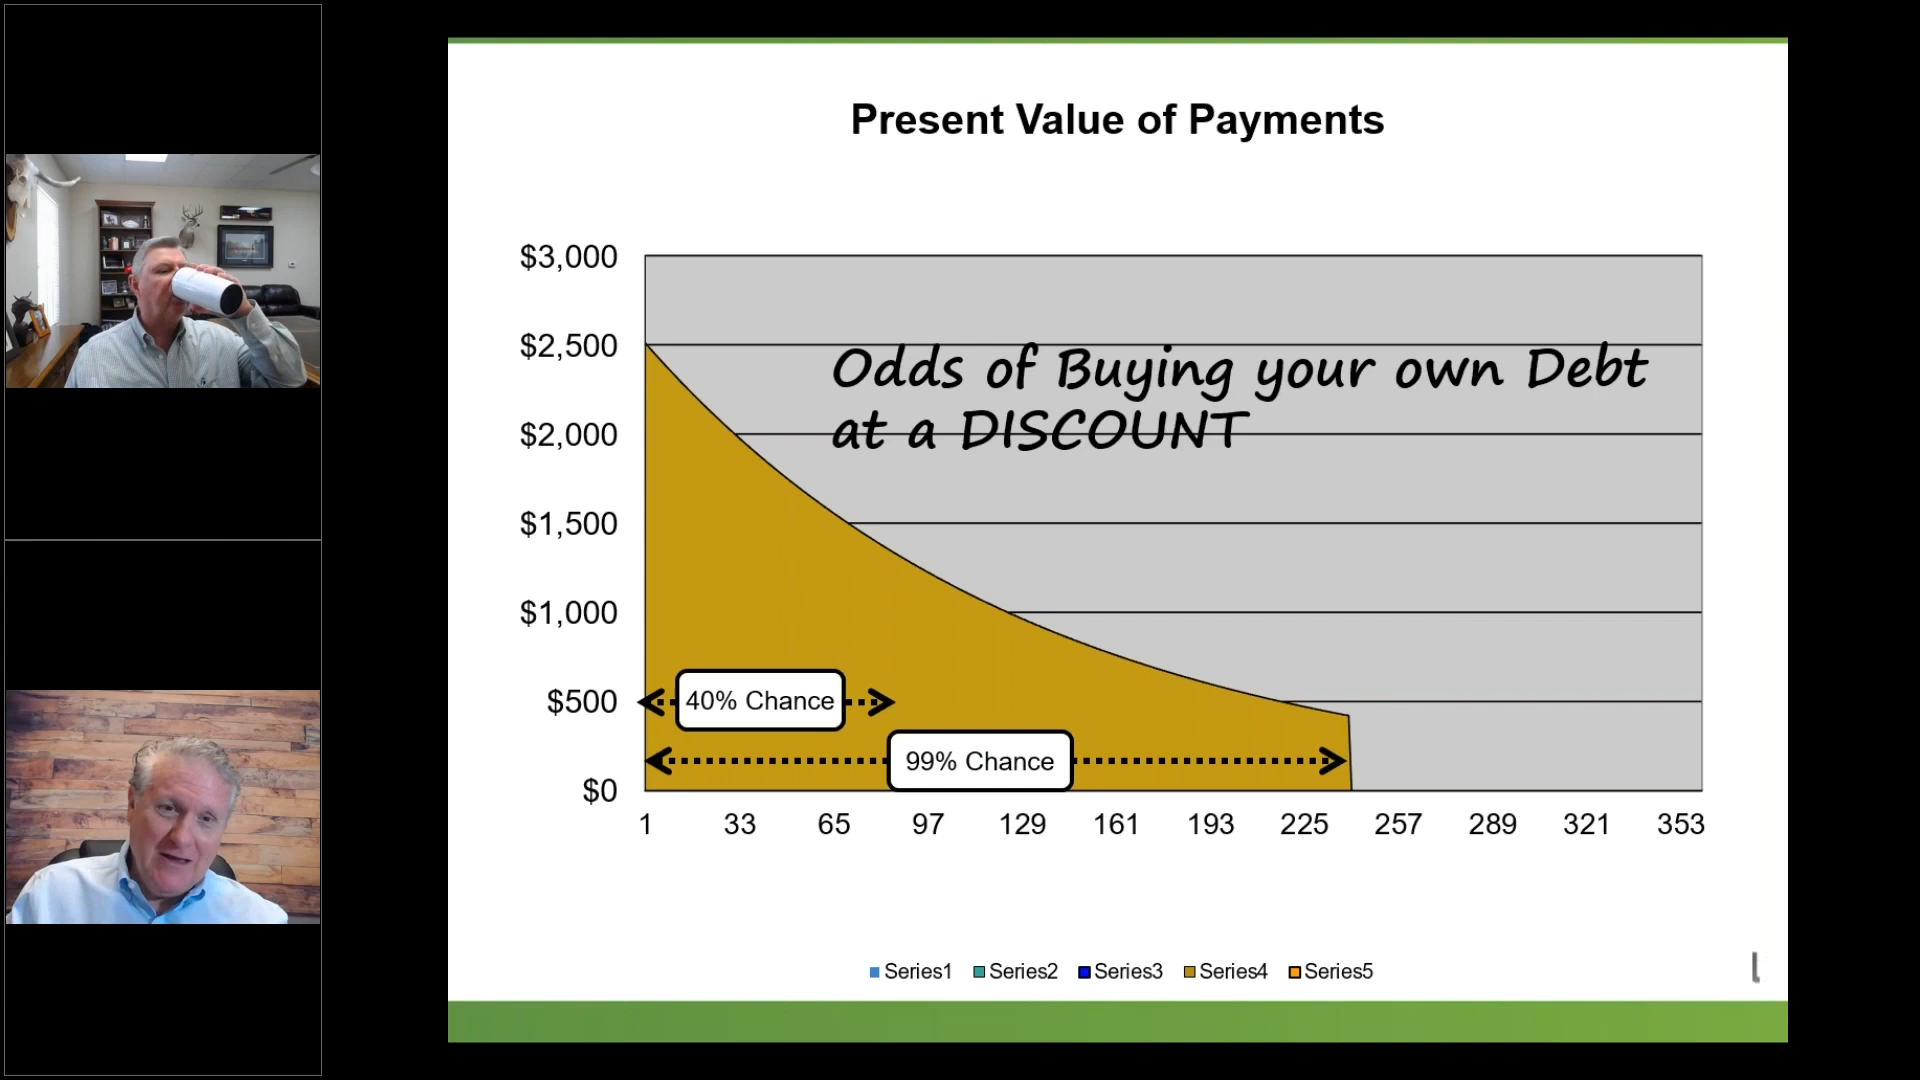 Present Value of Payments
$3,000
$2,500
Odds of Buying your own Debt
at a DISCOUNT
$2,000
$1,500
$1,000
$500
40% Chance
99% Chance
$0
1 33 65 97 129 161 193 225 257 289 321 353
Series1 Series2 Series3 Series4 Series5